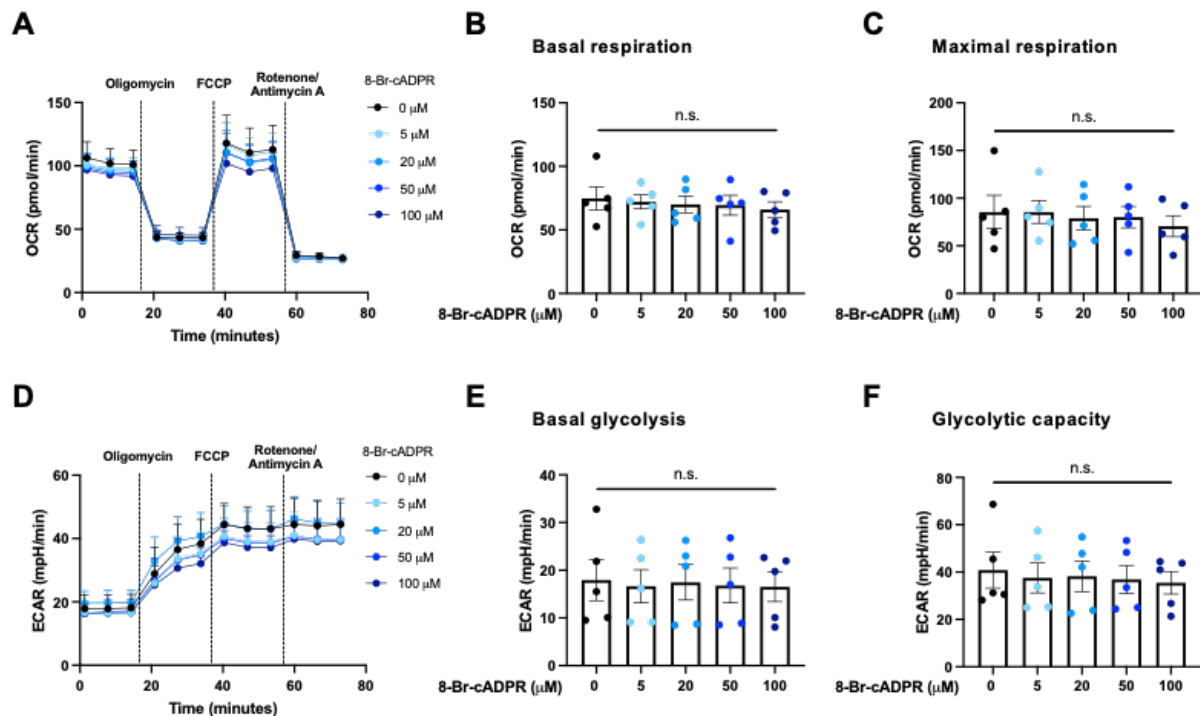 A
Oligomycin
FCCP
Rotenone/
Antimycin A
8-Br-cADPR
0 μM
5 μM
20 μM
50 μM
100 μM
150
100
50
0
OCR (pmol/min)
0
20
40
60
80
Time (minutes)
B
Basal respiration
n.s.
150
100
50
0
OCR (pmol/min)
8-Br-cADPR (μM)
0
5
20
50
100
C
Maximal respiration
n.s.
200
150
100
50
0
OCR (pmol/min)
8-Br-cADPR (μM)
0
5
20
50
100
D
Oligomycin
FCCP
Rotenone/
Antimycin A
8-Br-cADPR
0 μM
5 μM
20 μM
50 μM
100 μM
60
40
20
0
ECAR (mpH/min)
0
20
40
60
80
Time (minutes)
E
Basal glycolysis
n.s.
40
30
20
10
0
ECAR (mpH/min)
8-Br-cADPR (μM)
0
5
20
50
100
F
Glycolytic capacity
n.s.
80
60
40
20
0
ECAR (mpH/min)
8-Br-cADPR (μM)
0
5
20
50
100